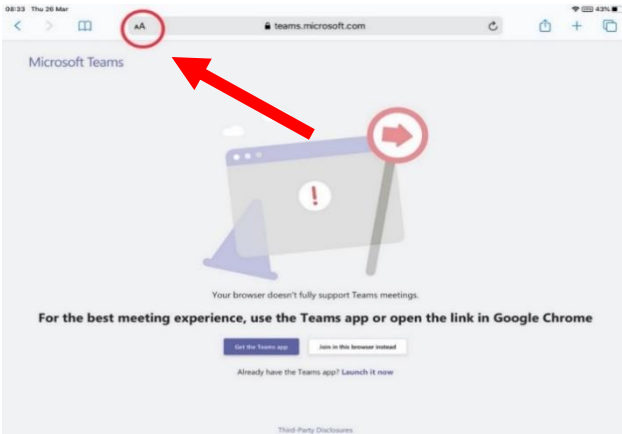 08:33 Thu 26 Mar 43%
AA teams.microsoft.com
Microsoft Teams
!
Your browser doesn't fully support Teams meetings.
For the best meeting experience, use the Teams app or open the link in Google Chrome
Get the Teams app Join in this browser instead
Already have the Teams app? Launch it now
Third-Party Disclosures